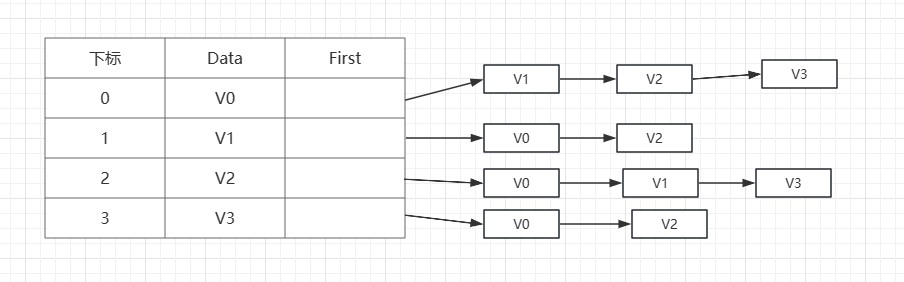 下标 Data First
0 V0 V1 V2 V3
1 V1 V0 V2
2 V2 V0 V1 V3
3 V3 V0 V2